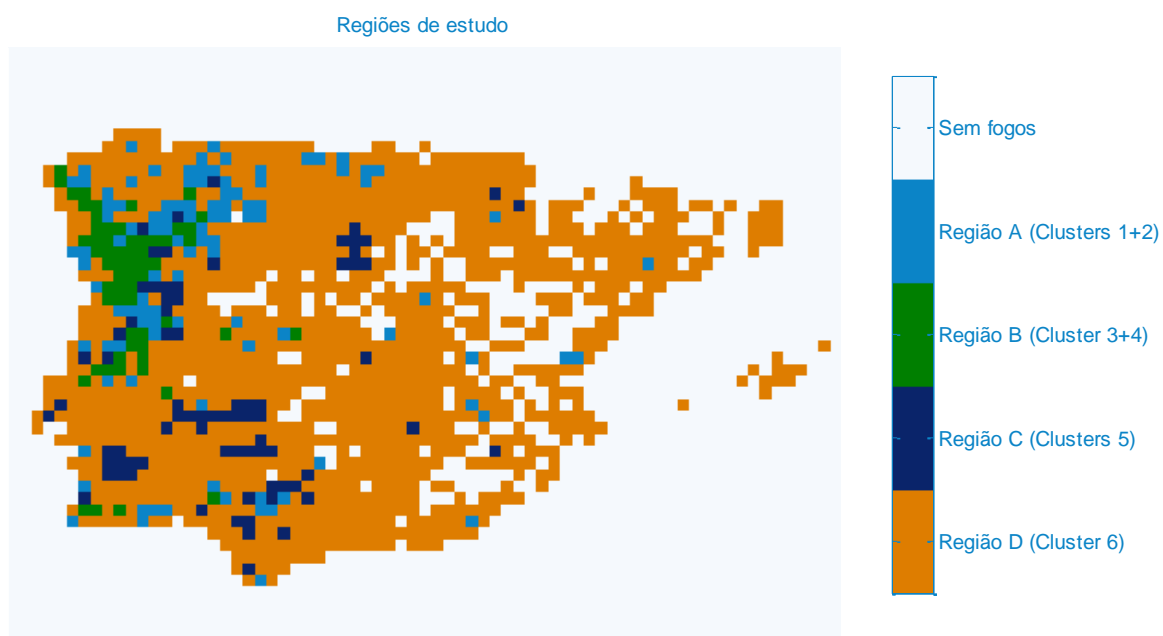 Regiões de estudo
Sem fogos
Região A (Clusters 1+2)
Região B (Cluster 3+4)
Região C (Clusters 5)
Região D (Cluster 6)